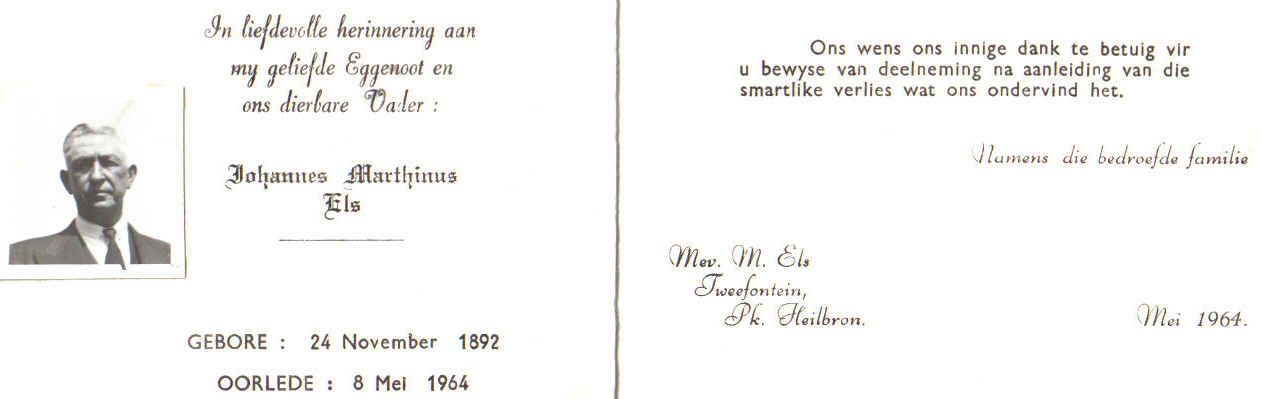 In liefdevolle herinnering aan
my geliefde Eggenoot en
ons dierbare Vader :
Johannes Marthinus
Els
GEBORE : 24 November 1892
OORLEDE : 8 Mei 1964
Ons wens ons innige dank te betuig vir
u bewyse van deelneming na aanleiding van die
smartlike verlies wat ons ondervind het.
Namens die bedroefde familie
Mev. M. Els
Tweefontein,
Pk. Heilbron.
Mei 1964.